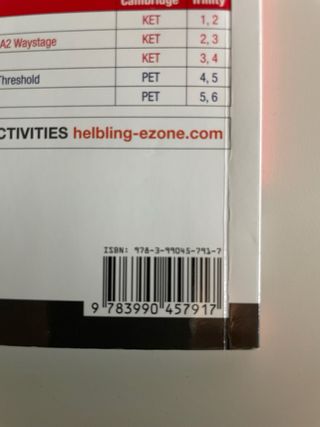 Cambridge Trinity
KET 1, 2
A2 Waystage KET 2, 3
KET 3, 4
Threshold PET 4, 5
PET 5, 6
CTIVITIES helbling-ezone.com
ISBN: 978-3-99045-791-7
9 783990 457917